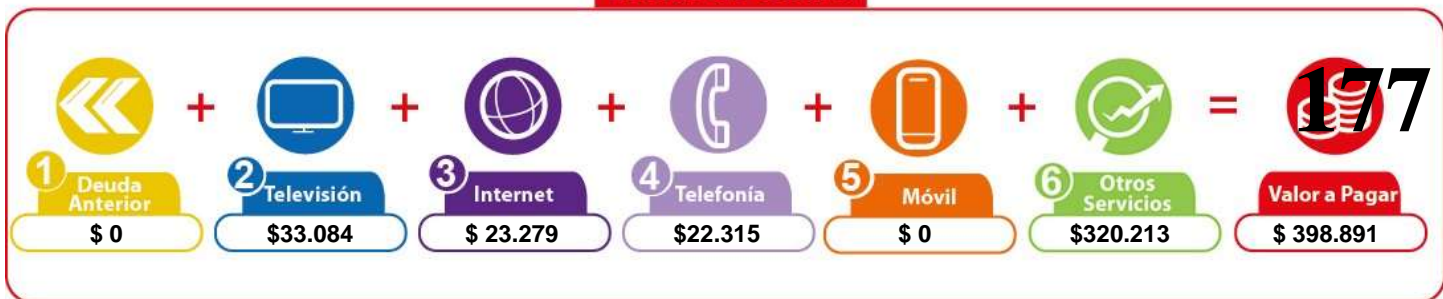 + + + + + = 177
1 Deuda Anterior
2 Televisión
3 Internet
4 Telefonía
5 Móvil
6 Otros Servicios
Valor a Pagar
$ 0
$33.084
$ 23.279
$22.315
$ 0
$320.213
$ 398.891